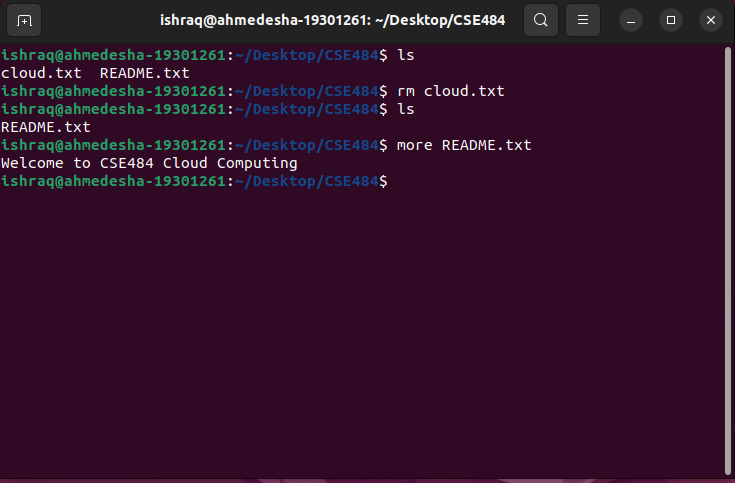 ishraq@ahmedesha-19301261: ~/Desktop/CSE484
ishraq@ahmedesha-19301261:~/Desktop/CSE484$ ls
cloud.txt  README.txt
ishraq@ahmedesha-19301261:~/Desktop/CSE484$ rm cloud.txt
ishraq@ahmedesha-19301261:~/Desktop/CSE484$ ls
README.txt
ishraq@ahmedesha-19301261:~/Desktop/CSE484$ more README.txt
Welcome to CSE484 Cloud Computing
ishraq@ahmedesha-19301261:~/Desktop/CSE484$